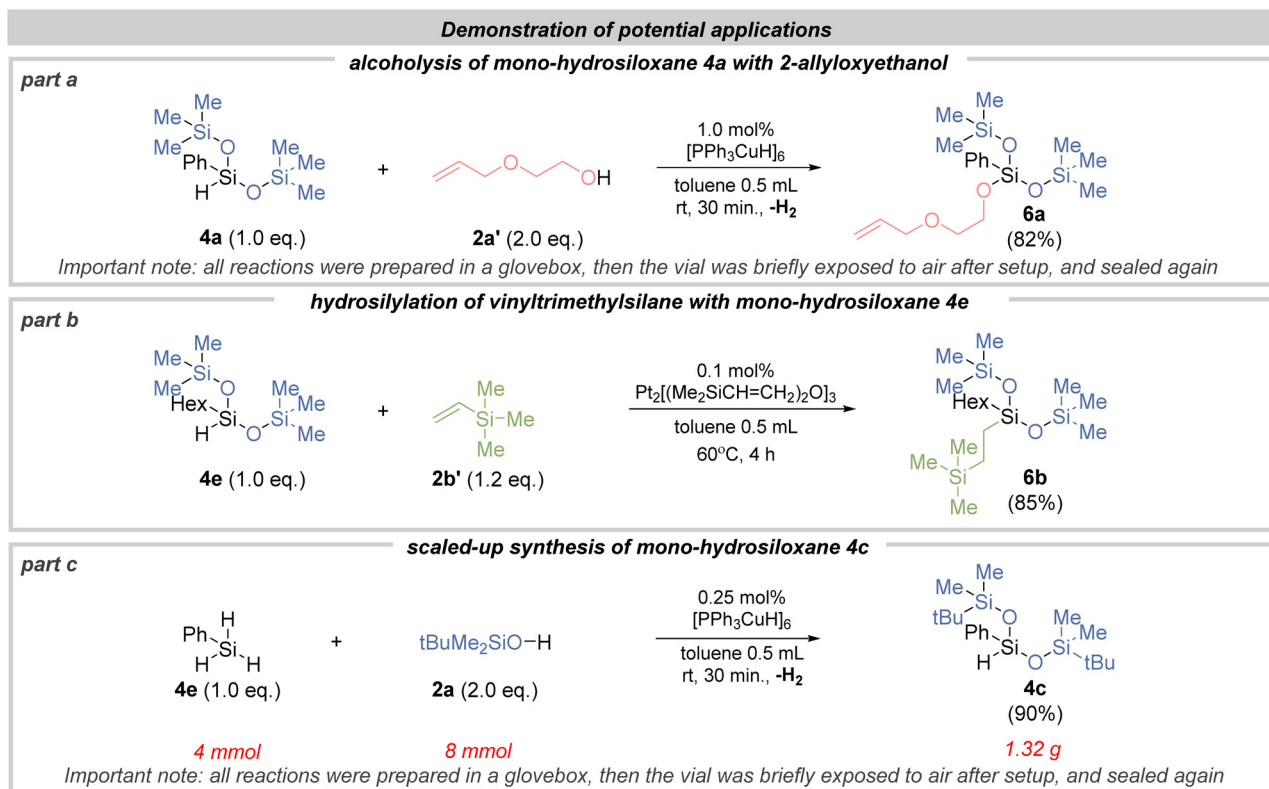 Demonstration of potential applications
part a
alcoholysis of mono-hydrosiloxane 4a with 2-allyloxyethanol
Me
Me
Si
Me
O
Ph
Si
H
O
Me
Si
Me
Me
4a (1.0 eq.)
+
O
OH
2a' (2.0 eq.)
1.0 mol%
[PPh3CuH]6
toluene 0.5 mL
rt, 30 min., -H2
Me
Me
Si
Me
O
Ph
Si
O
O
Me
Si
Me
Me
O
6a
(82%)
Important note: all reactions were prepared in a glovebox, then the vial was briefly exposed to air after setup, and sealed again
part b
hydrosilylation of vinyltrimethylsilane with mono-hydrosiloxane 4e
Me
Me
Si
Me
O
Hex
Si
H
O
Me
Si
Me
Me
4e (1.0 eq.)
+
Me
Si
Me
Me
2b' (1.2 eq.)
0.1 mol%
Pt2[(Me2SiCH=CH2)2O]3
toluene 0.5 mL
60°C, 4 h
Me
Me
Si
Me
O
Hex
Si
O
Me
Si
Me
Me
Me
Me
Si
Me
6b
(85%)
part c
scaled-up synthesis of mono-hydrosiloxane 4c
H
Ph
Si
H
H
4e (1.0 eq.)
4 mmol
+
tBuMe2SiO-H
2a (2.0 eq.)
8 mmol
0.25 mol%
[PPh3CuH]6
toluene 0.5 mL
rt, 30 min., -H2
Me
Me
Si
tBu
O
Ph
Si
H
O
Me
Me
Si
tBu
4c
(90%)
1.32 g
Important note: all reactions were prepared in a glovebox, then the vial was briefly exposed to air after setup, and sealed again